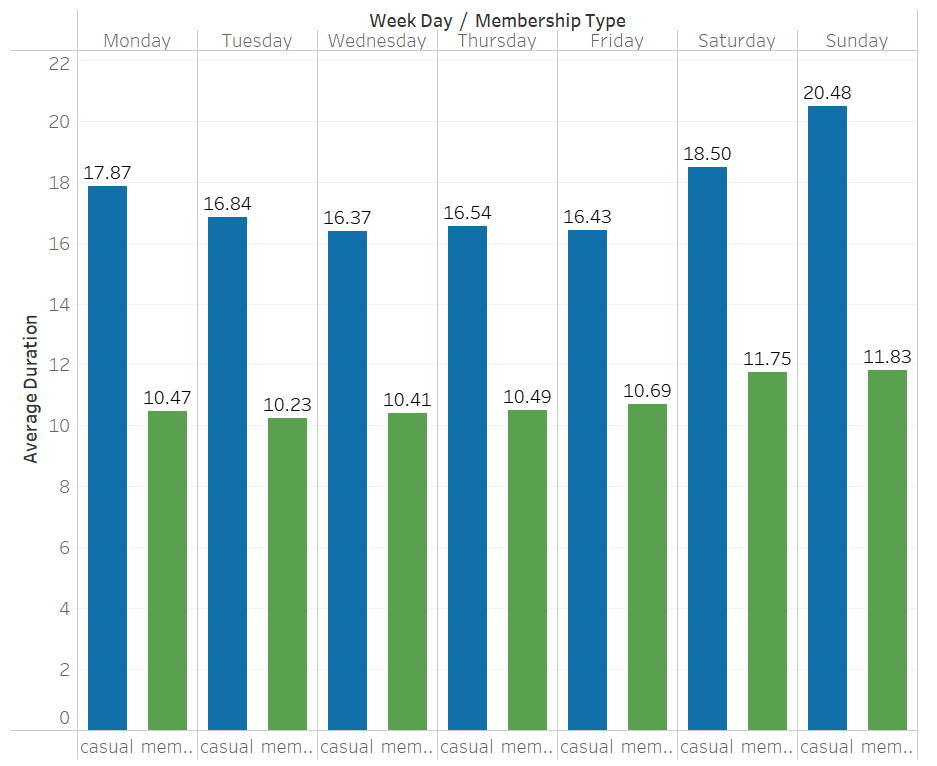 Week Day / Membership Type
Monday Tuesday Wednesday Thursday Friday Saturday Sunday
Average Duration
22
20
18
16
14
12
10
8
6
4
2
0
17.87 10.47 16.84 10.23 16.37 10.41 16.54 10.49 16.43 10.69 18.50 11.75 20.48 11.83
casual mem.. casual mem.. casual mem.. casual mem.. casual mem.. casual mem.. casual mem..